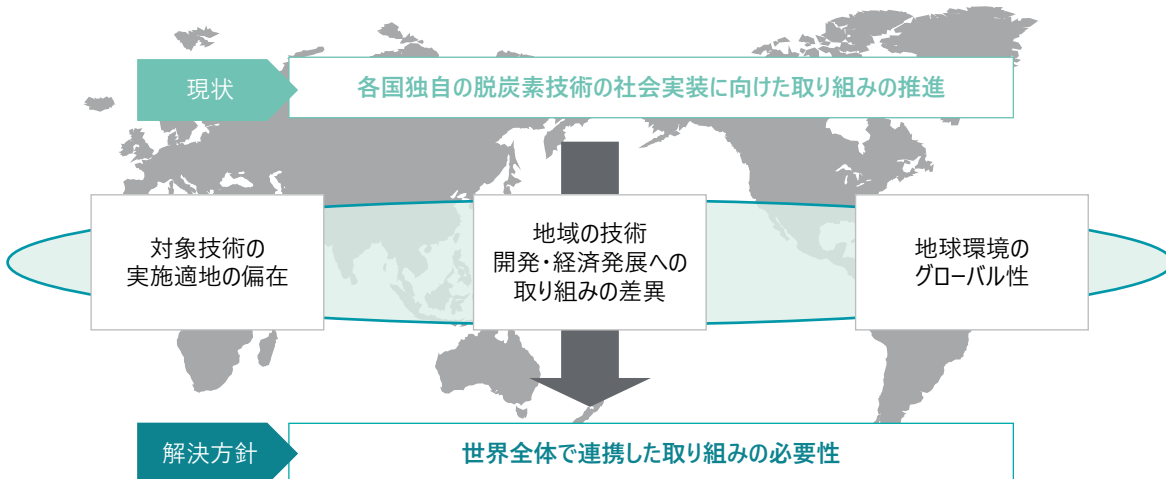 現状
各国独自の脱炭素技術の社会実装に向けた取り組みの推進
対象技術の
実施適地の偏在
地域の技術
開発・経済発展への
取り組みの差異
地球環境の
グローバル性
解決方針
世界全体で連携した取り組みの必要性